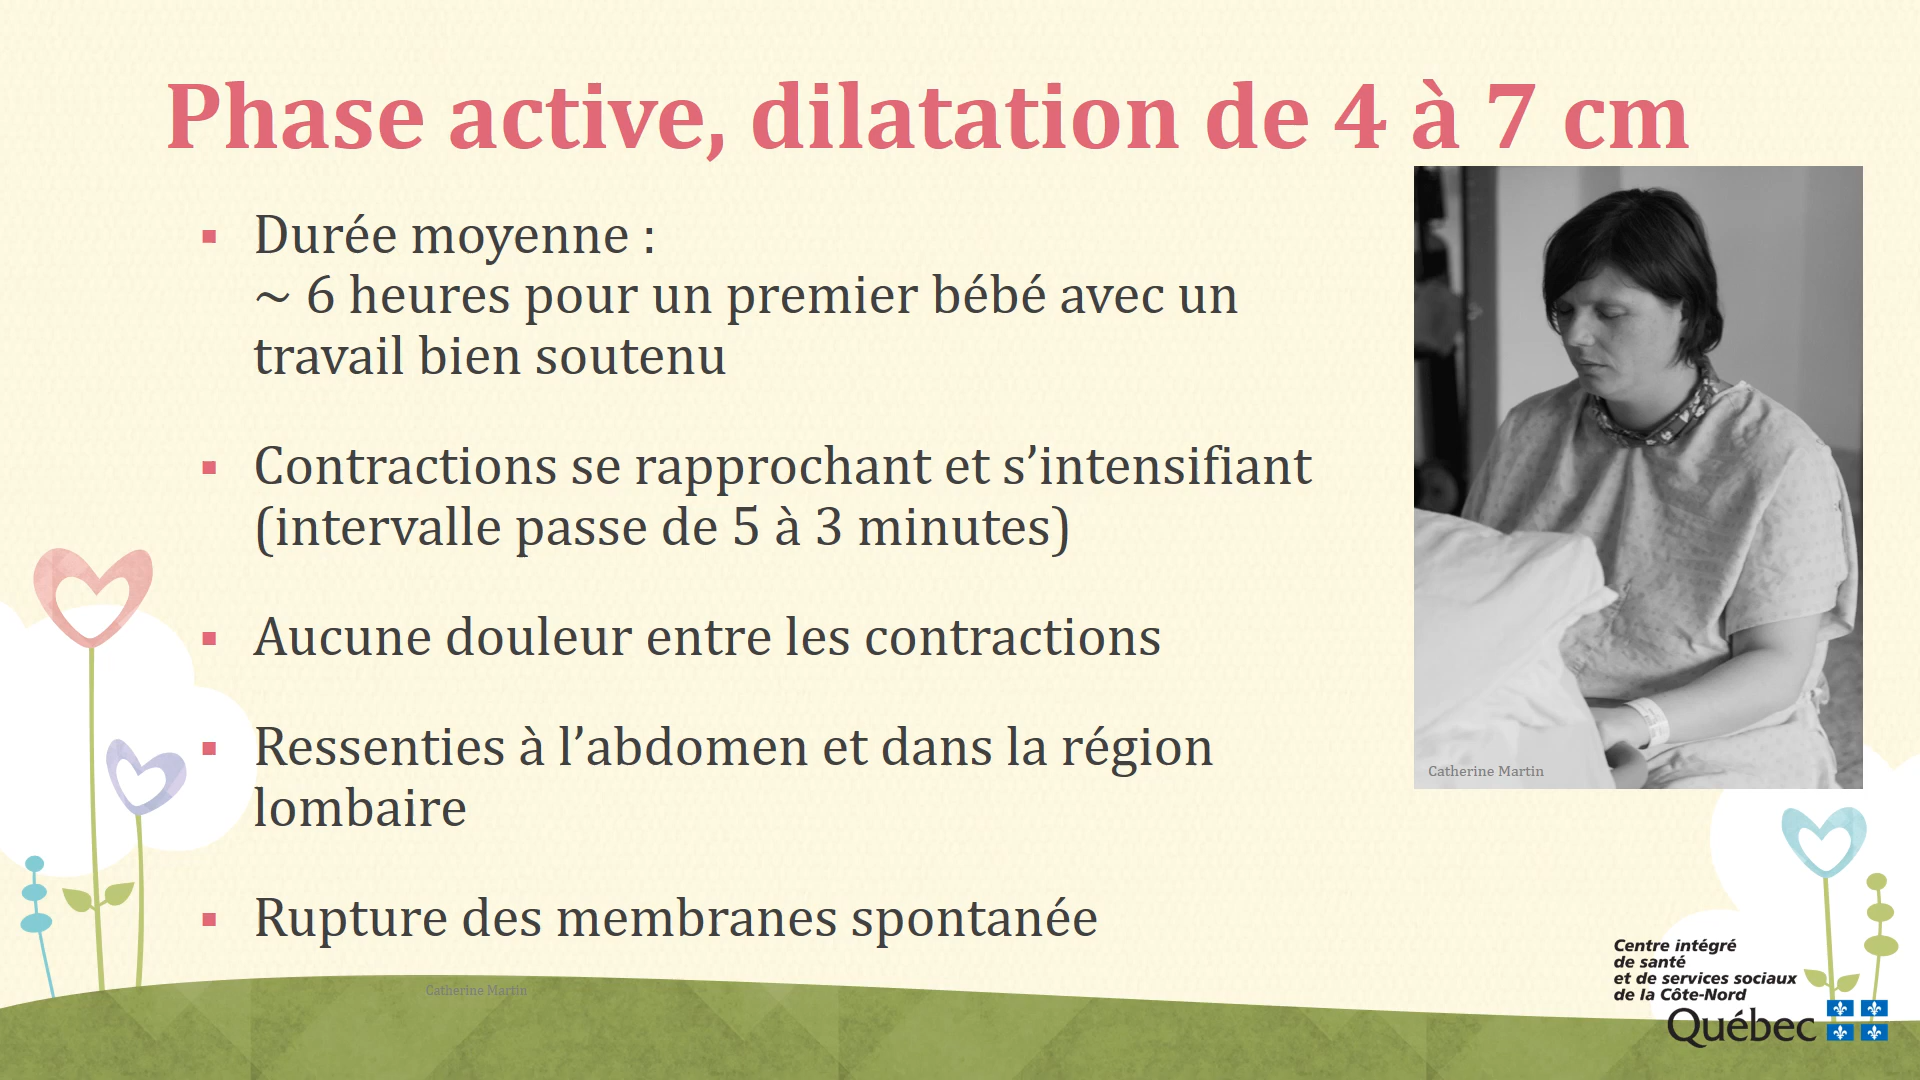 Phase active, dilatation de 4 à 7 cm
▪ Durée moyenne :
~ 6 heures pour un premier bébé avec un
travail bien soutenu
▪ Contractions se rapprochant et s’intensifiant
(intervalle passe de 5 à 3 minutes)
▪ Aucune douleur entre les contractions
▪ Ressenties à l’abdomen et dans la région
lombaire
▪ Rupture des membranes spontanée
Catherine Martin
Catherine Martin
Centre intégré
de santé
et de services sociaux
de la Côte-Nord
Québec